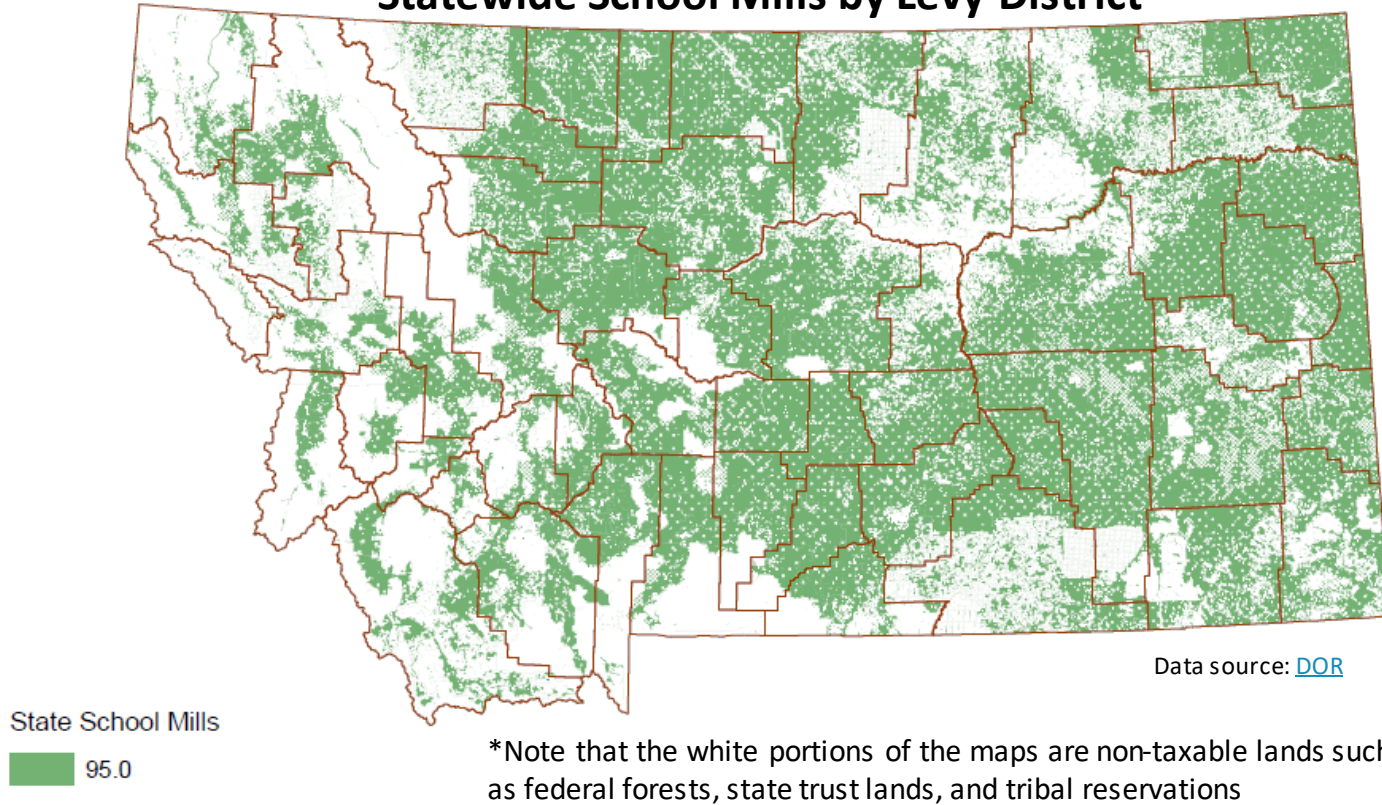 Statewide School Mills by Levy District
Data source: DOR
State School Mills
95.0
*Note that the white portions of the maps are non-taxable lands such
as federal forests, state trust lands, and tribal reservations